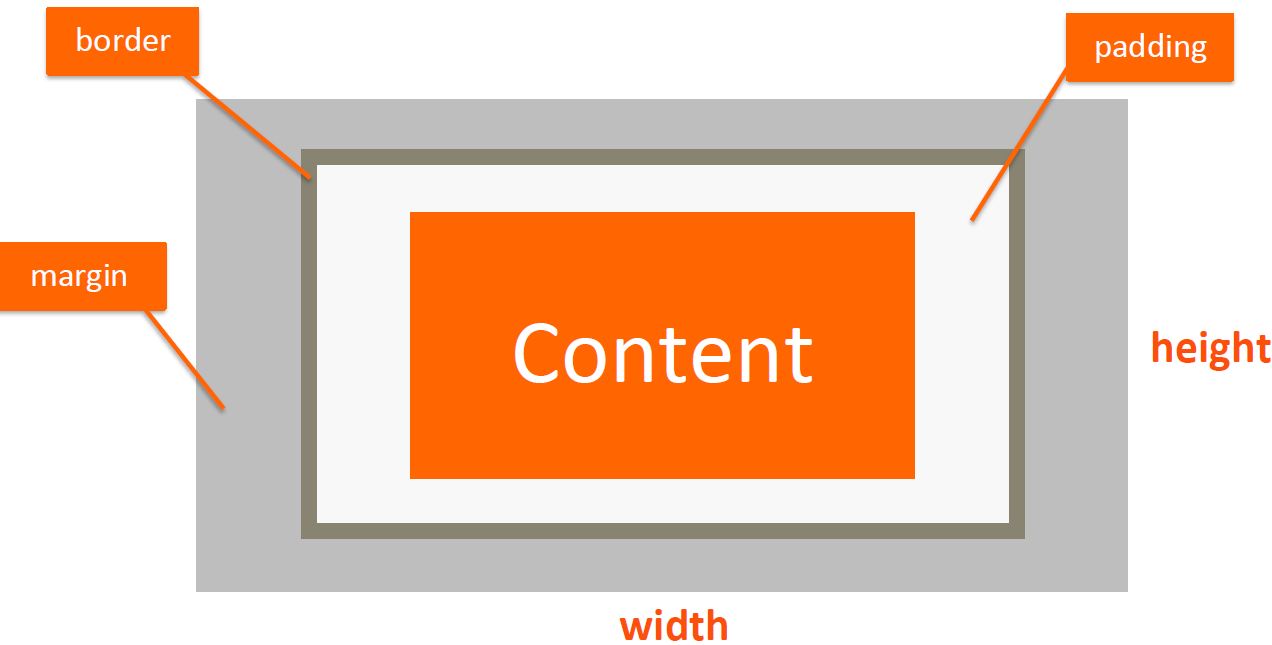 border
padding
margin
Content
height
width